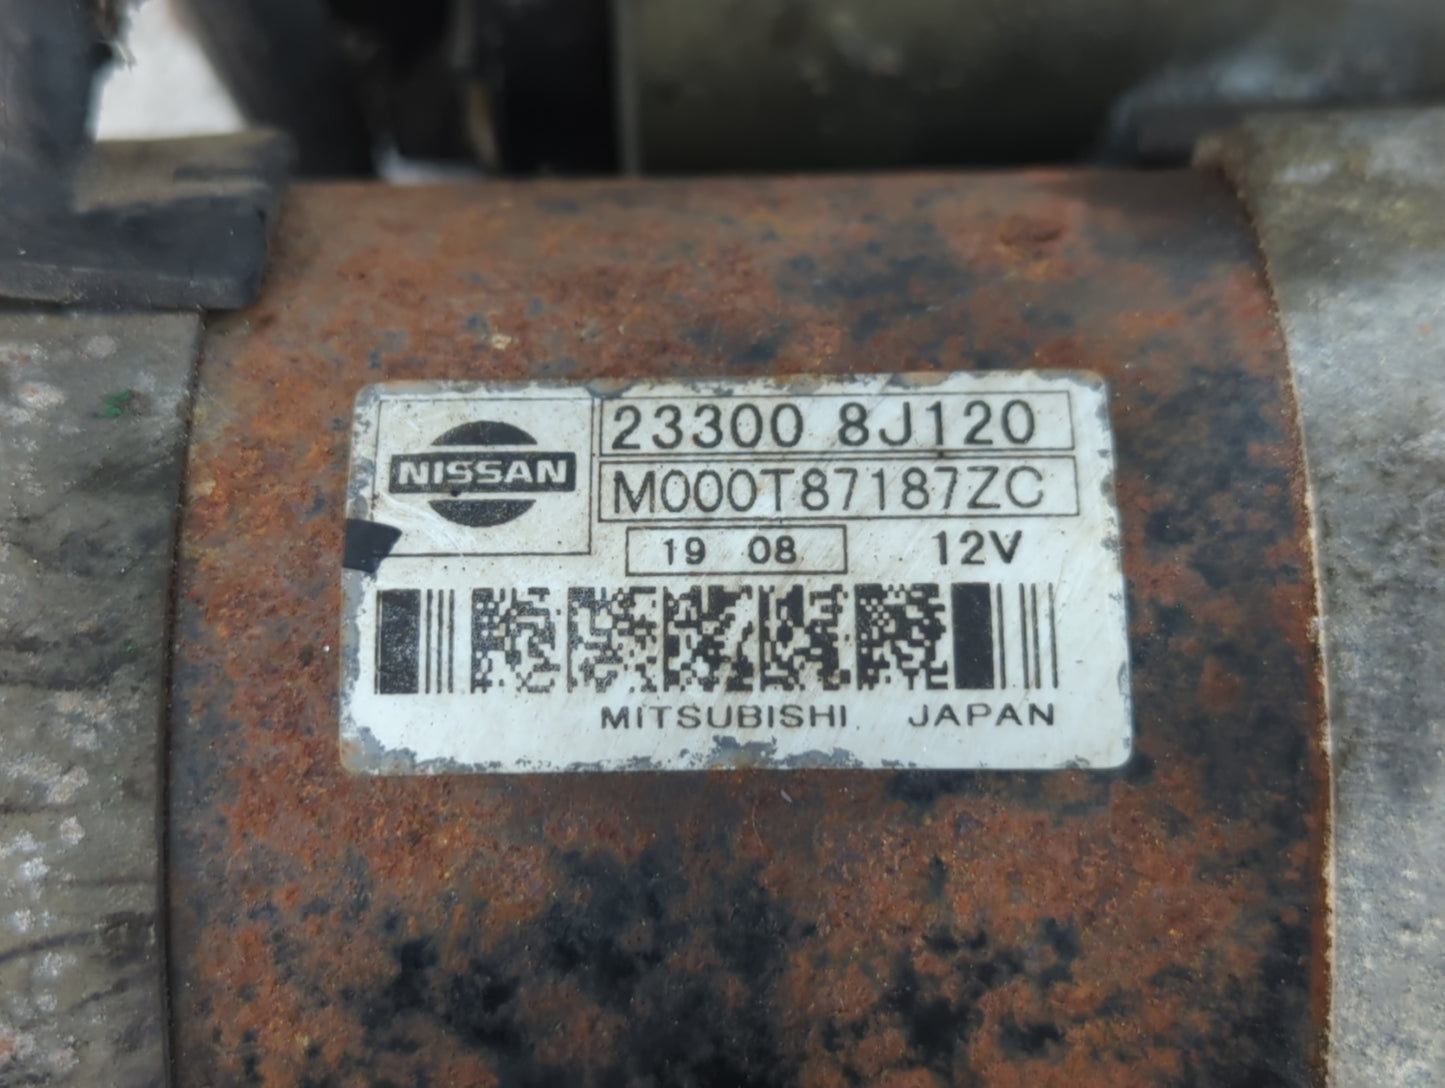 NISSAN
23300 8J120
M000T87187ZC
19 08 12V
MITSUBISHI JAPAN